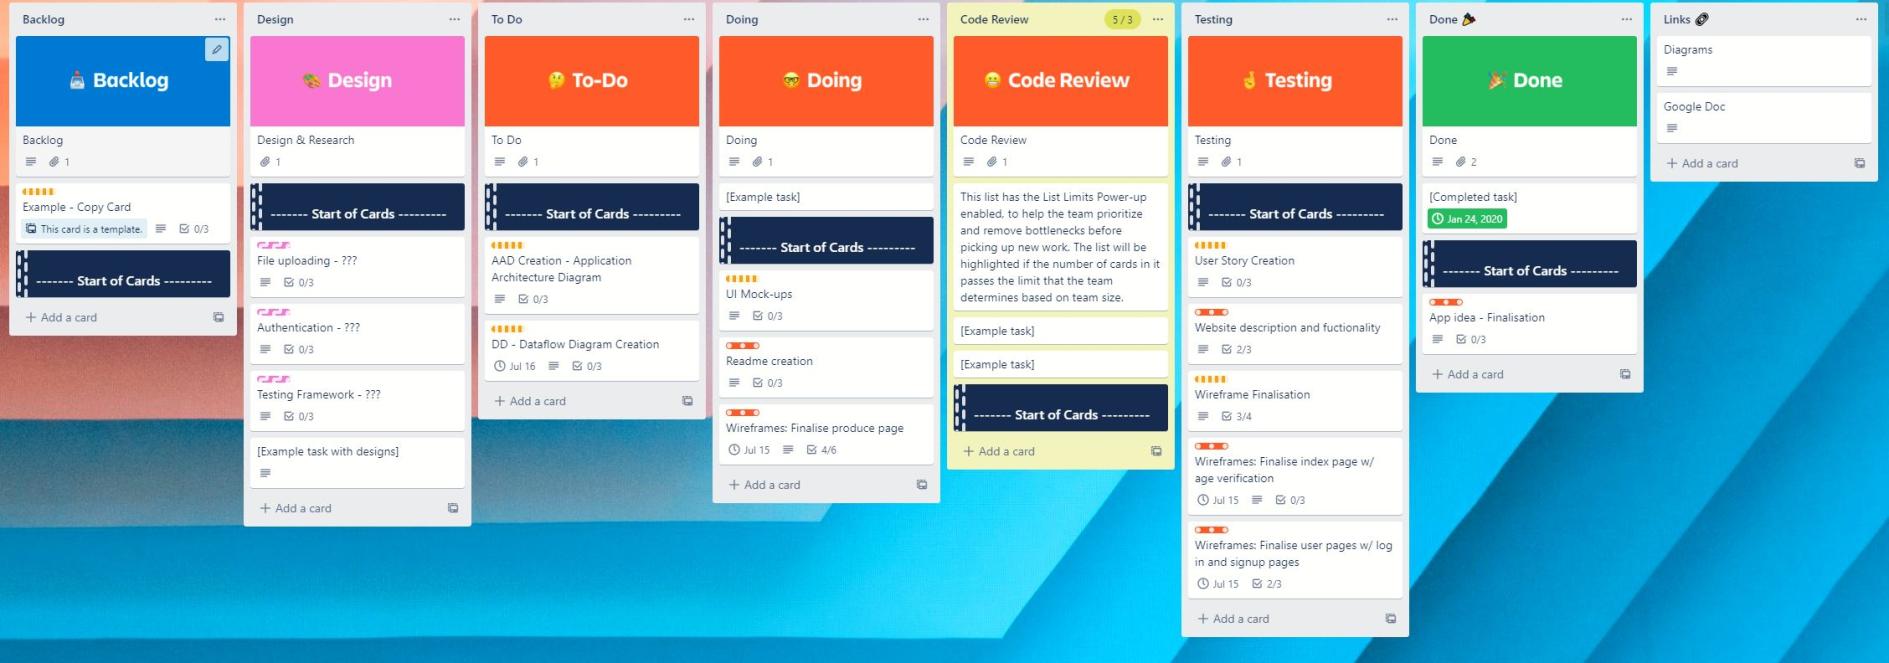 Backlog
Backlog
Backlog
1
Example - Copy Card
This card is a template.
0/3
------- Start of Cards ---------
+ Add a card
Design
Design
Design & Research
1
------- Start of Cards ---------
File uploading - ???
0/3
Authentication - ???
0/3
Testing Framework - ???
0/3
[Example task with designs]
+ Add a card
To Do
To-Do
To Do
1
------- Start of Cards ---------
AAD Creation - Application
Architecture Diagram
0/3
DD - Dataflow Diagram Creation
Jul 16 0/3
+ Add a card
Doing
Doing
Doing
1
[Example task]
------- Start of Cards ---------
UI Mock-ups
0/3
Readme creation
0/3
Wireframes: Finalise produce page
Jul 15 4/6
+ Add a card
Code Review 5 / 3
Code Review
Code Review
1
This list has the List Limits Power-up
enabled, to help the team prioritize
and remove bottlenecks before
picking up new work. The list will be
highlighted if the number of cards in it
passes the limit that the team
determines based on team size.
[Example task]
[Example task]
------- Start of Cards ---------
+ Add a card
Testing
Testing
Testing
1
------- Start of Cards ---------
User Story Creation
0/3
Website description and fuctionality
2/3
Wireframe Finalisation
3/4
Wireframes: Finalise index page w/
age verification
Jul 15 0/3
Wireframes: Finalise user pages w/ log
in and signup pages
Jul 15 2/3
+ Add a card
Done
Done
Done
2
[Completed task]
Jan 24, 2020
------- Start of Cards ---------
App idea - Finalisation
0/3
+ Add a card
Links
Diagrams
Google Doc
+ Add a card